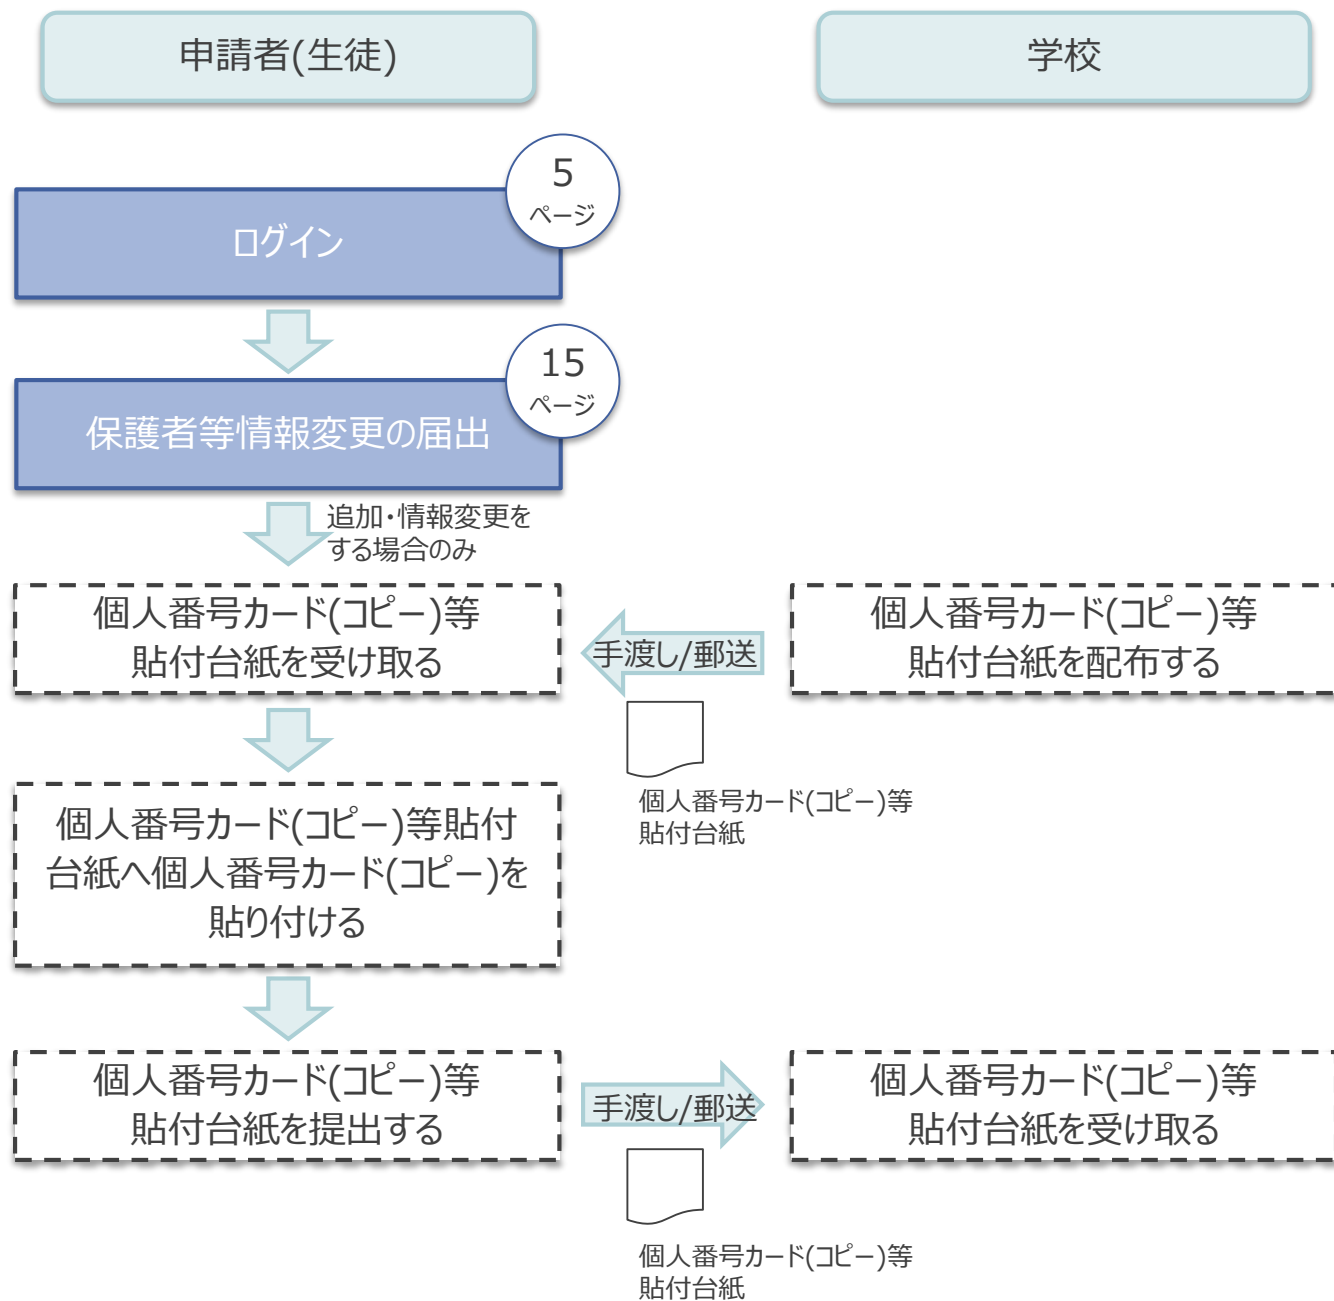 申請者(生徒)
学校
5
ページ
ログイン
15
ページ
保護者等情報変更の届出
追加・情報変更を
する場合のみ
個人番号カード(コピー)等
貼付台紙を受け取る
手渡し/郵送
個人番号カード(コピー)等
貼付台紙を配布する
個人番号カード(コピー)等
貼付台紙
個人番号カード(コピー)等貼付
台紙へ個人番号カード(コピー)を
貼り付ける
個人番号カード(コピー)等
貼付台紙を提出する
手渡し/郵送
個人番号カード(コピー)等
貼付台紙を受け取る
個人番号カード(コピー)等
貼付台紙